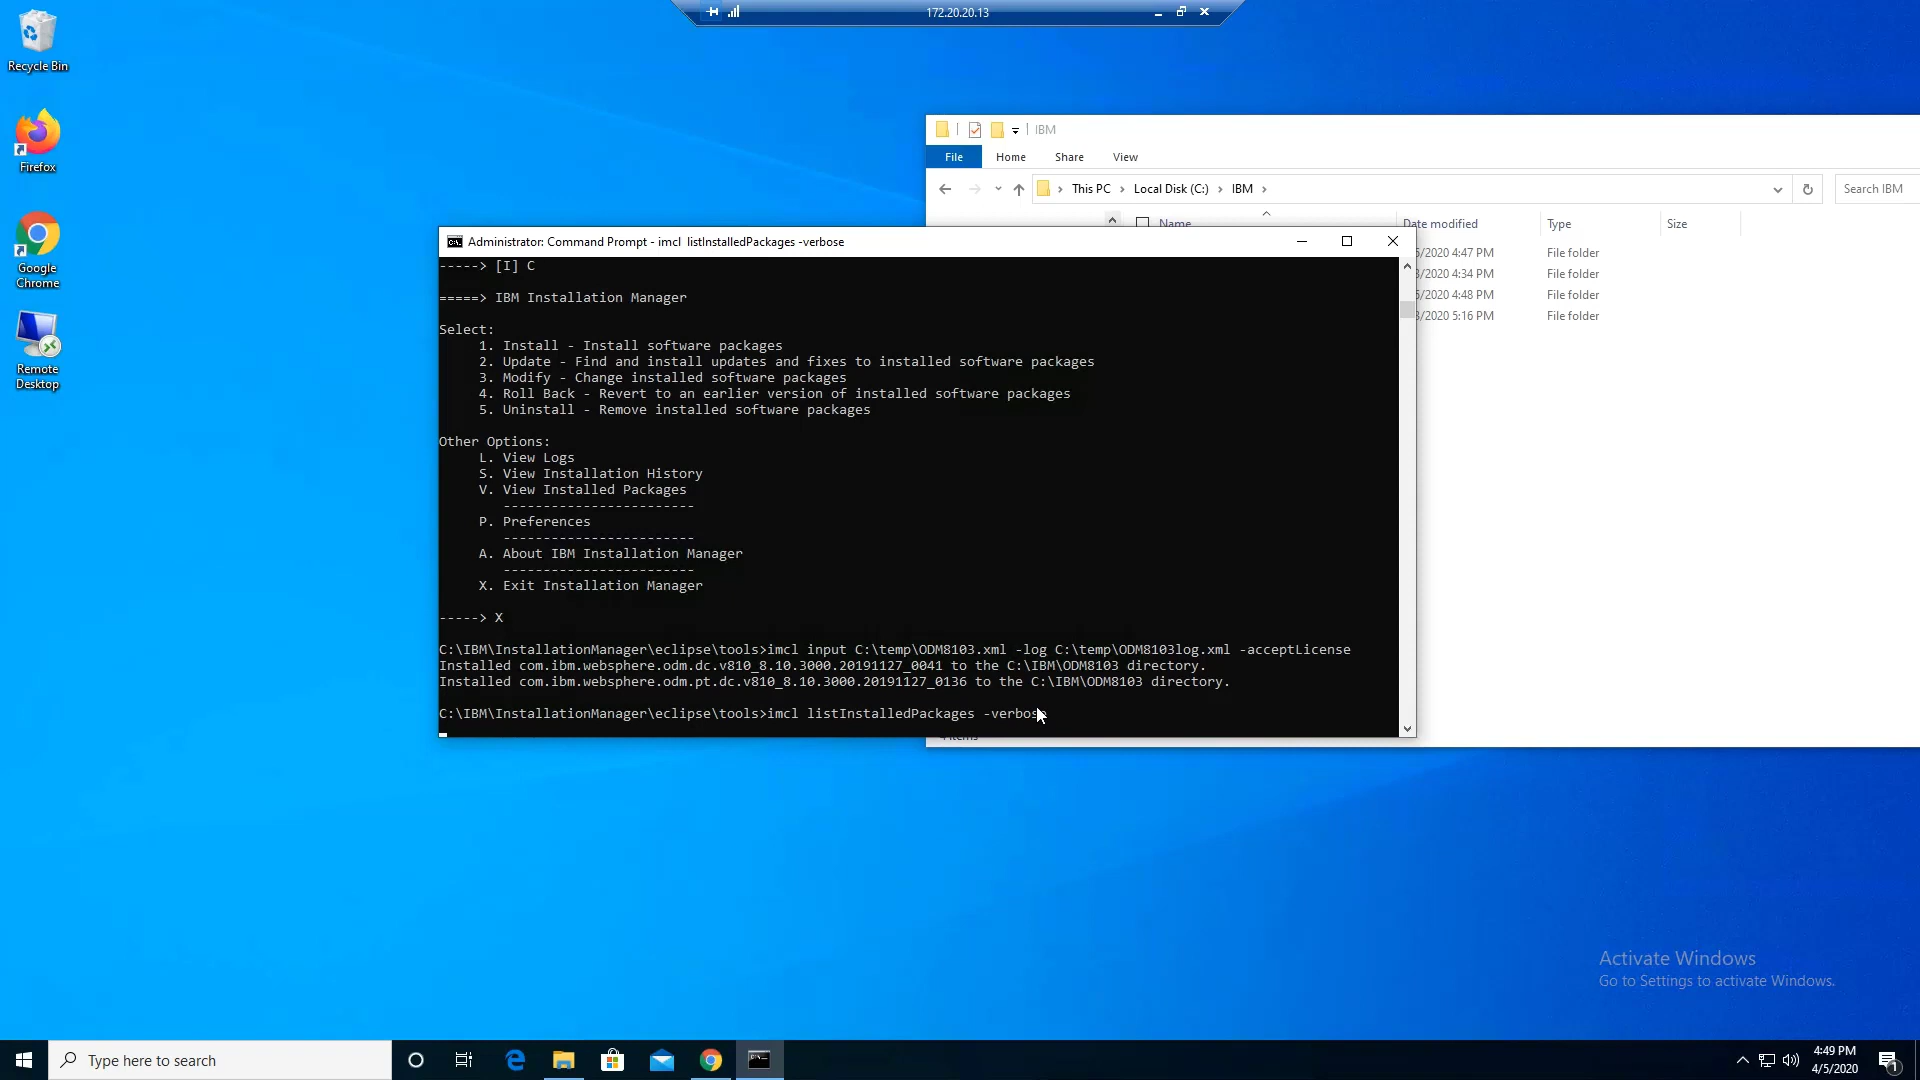 172.20.20.13
Recycle Bin
Firefox
Google
Chrome
Remote
Desktop
IBM
File Home Share View
This PC Local Disk (C:) IBM
Search IBM
Name Date modified Type Size
/2020 4:47 PM File folder
/2020 4:34 PM File folder
/2020 4:48 PM File folder
/2020 5:16 PM File folder
Administrator: Command Prompt - imcl listInstalledPackages -verbose
-----> [I] C
=====> IBM Installation Manager
Select:
1. Install - Install software packages
2. Update - Find and install updates and fixes to installed software packages
3. Modify - Change installed software packages
4. Roll Back - Revert to an earlier version of installed software packages
5. Uninstall - Remove installed software packages
Other Options:
L. View Logs
S. View Installation History
V. View Installed Packages
------------------------
P. Preferences
------------------------
A. About IBM Installation Manager
------------------------
X. Exit Installation Manager
-----> X
C:\IBM\InstallationManager\eclipse\tools>imcl input C:\temp\ODM8103.xml -log C:\temp\ODM8103log.xml -acceptLicense
Installed com.ibm.websphere.odm.dc.v810_8.10.3000.20191127_0041 to the C:\IBM\ODM8103 directory.
Installed com.ibm.websphere.odm.pt.dc.v810_8.10.3000.20191127_0136 to the C:\IBM\ODM8103 directory.
C:\IBM\InstallationManager\eclipse\tools>imcl listInstalledPackages -verbose
4 items
Activate Windows
Go to Settings to activate Windows.
Type here to search
4:49 PM
4/5/2020
1